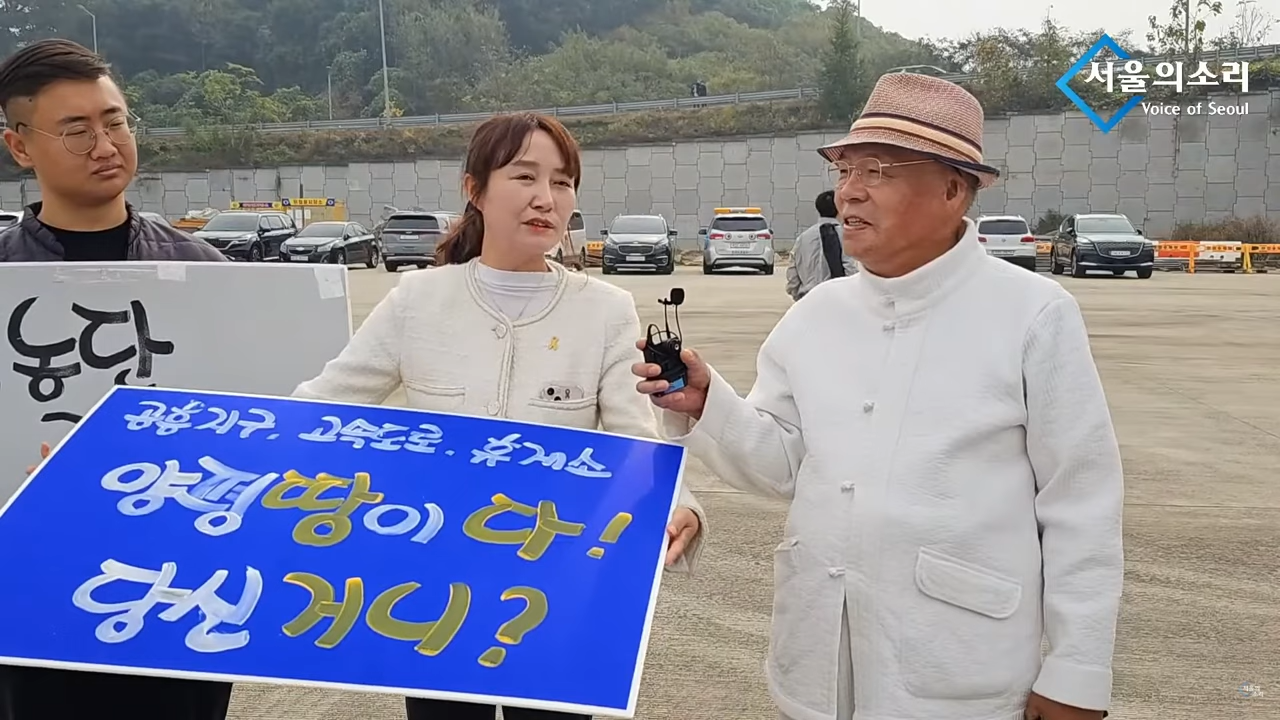 서울의소리
Voice of Seoul
농단
공흥지구. 고속도로. 휴게소
양평땅이 다!
당신거니?